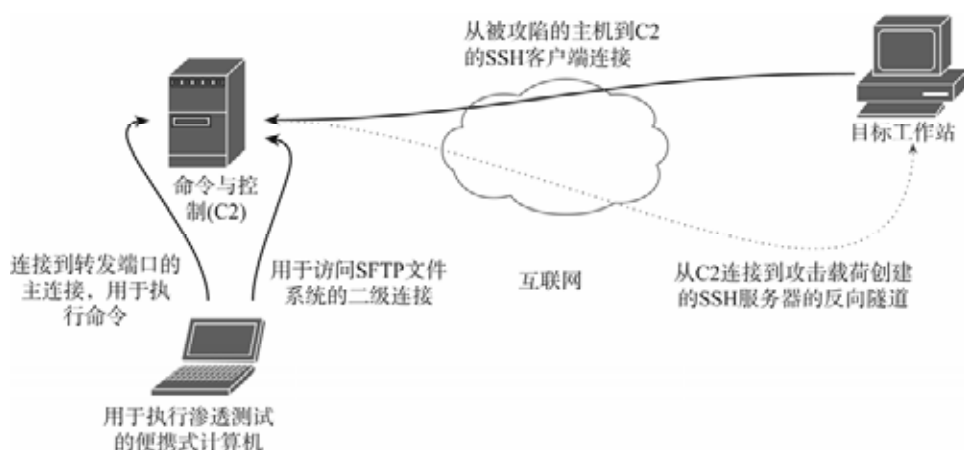 从被攻陷的主机到C2
的SSH客户端连接
目标工作站
命令与控
制(C2)
连接到转发端口的
主连接，用于执
行命令
用于访问SFTP文件
系统的二级连接
互联网
从C2连接到攻击载荷创建
的SSH服务器的反向隧道
用于执行渗透测试
的便携式计算机